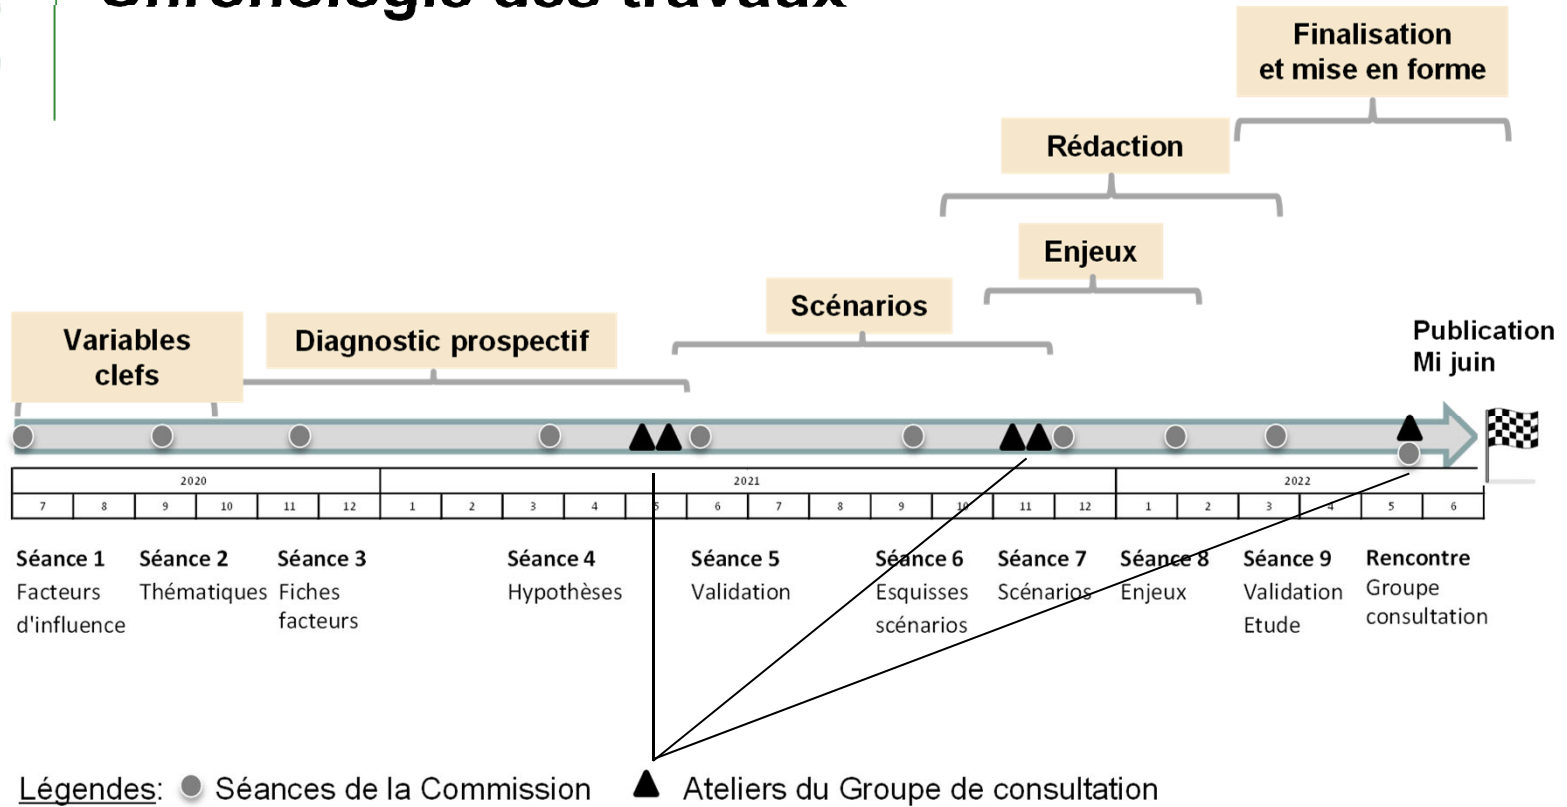 Chronologie des travaux
Finalisation
et mise en forme
Rédaction
Enjeux
Scénarios
Variables
clefs
Diagnostic prospectif
Publication
Mi juin
2020 2021 2022
7 8 9 10 11 12 1 2 3 4 5 6 7 8 9 10 11 12 1 2 3 4 5 6
Séance 1
Facteurs
d'influence
Séance 2
Thématiques
Séance 3
Fiches
facteurs
Séance 4
Hypothèses
Séance 5
Validation
Séance 6
Esquisses
scénarios
Séance 7
Scénarios
Séance 8
Enjeux
Séance 9
Validation
Etude
Rencontre
Groupe
consultation
Légendes: Séances de la Commission Ateliers du Groupe de consultation